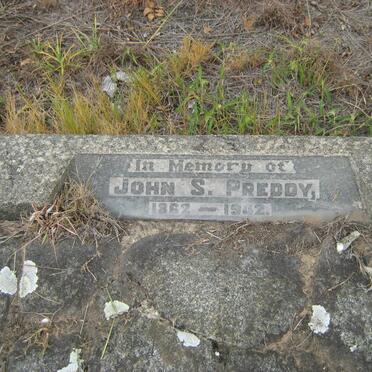 In Memory of
JOHN S. PREDDY,
1862 — 1942.